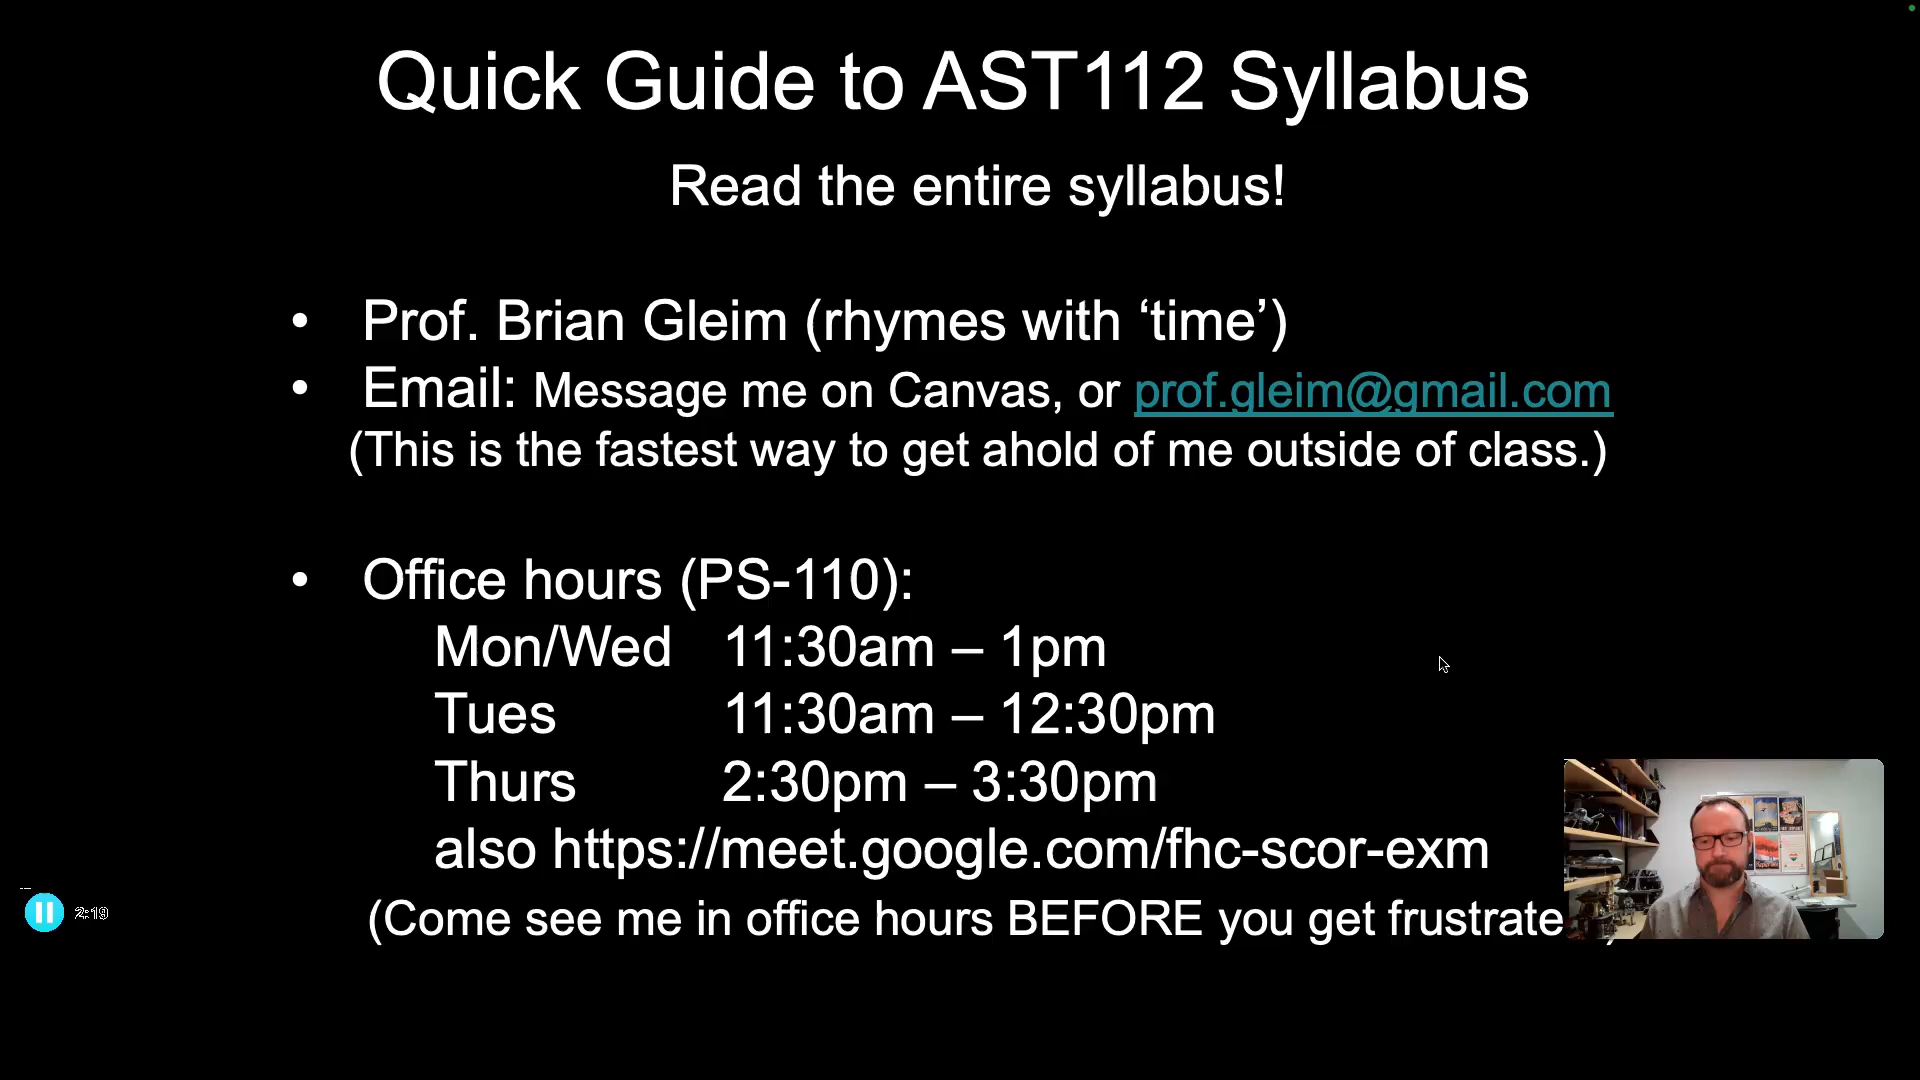 Quick Guide to AST112 Syllabus
Read the entire syllabus!
• Prof. Brian Gleim (rhymes with ‘time’)
• Email: Message me on Canvas, or prof.gleim@gmail.com
(This is the fastest way to get ahold of me outside of class.)
• Office hours (PS-110):
Mon/Wed 11:30am – 1pm
Tues 11:30am – 12:30pm
Thurs 2:30pm – 3:30pm
also https://meet.google.com/fhc-scor-exm
(Come see me in office hours BEFORE you get frustrate
2:19